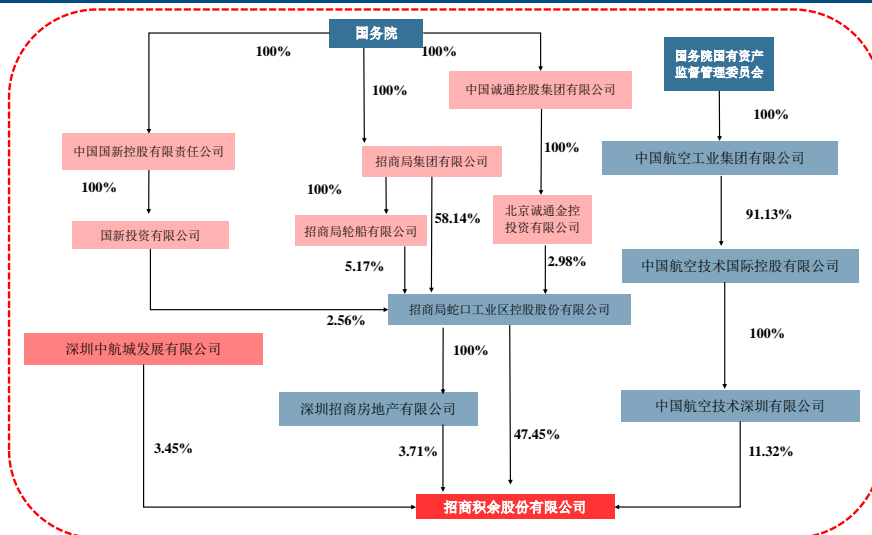 国务院
100%
100%
国务院国有资产
监督管理委员会
100%
中国诚通控股集团有限公司
100%
中国国新控股有限责任公司
招商局集团有限公司
100%
中国航空工业集团有限公司
100%
100%
58.14%
北京诚通金控
投资有限公司
91.13%
国新投资有限公司
招商局轮船有限公司
5.17%
2.98%
中国航空技术国际控股有限公司
招商局蛇口工业区控股股份有限公司
2.56%
深圳中航城发展有限公司
100%
100%
深圳招商房地产有限公司
中国航空技术深圳有限公司
3.45%
3.71%
47.45%
11.32%
招商积余股份有限公司